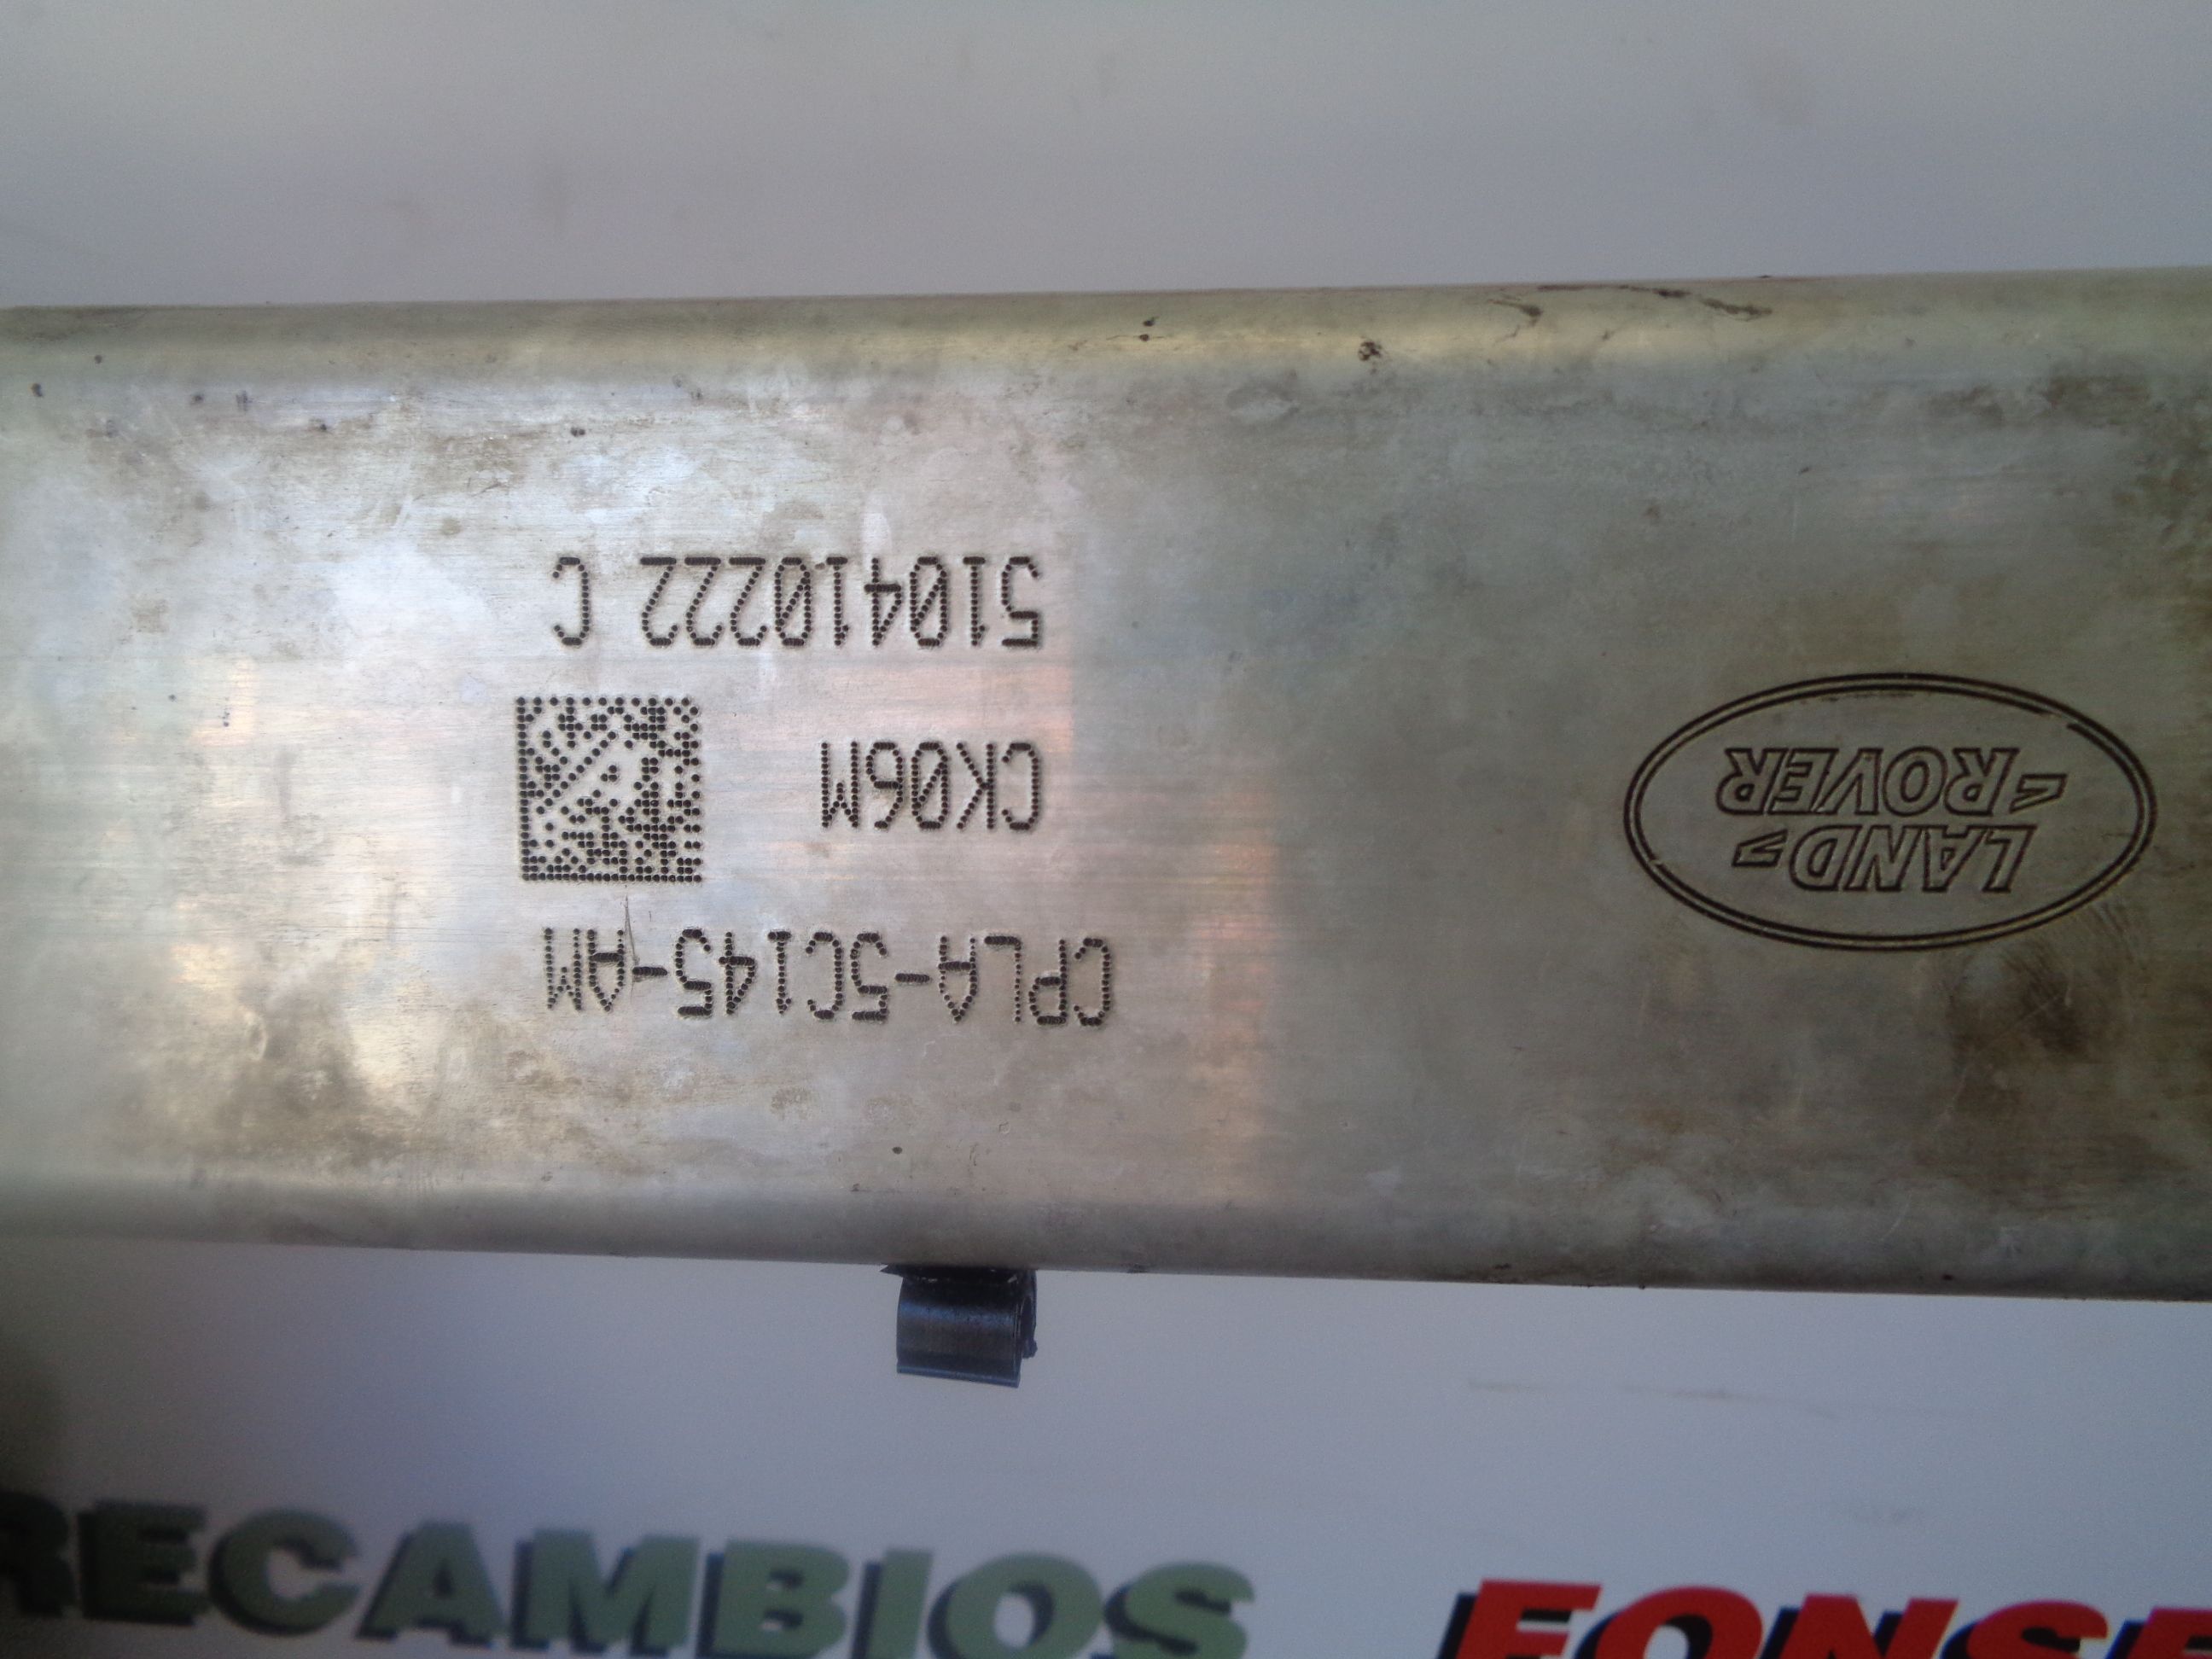 LAND
ROVER
CPLA-5C145-AM
CK06M
510410222 C
RECAMBIOS
FONSE